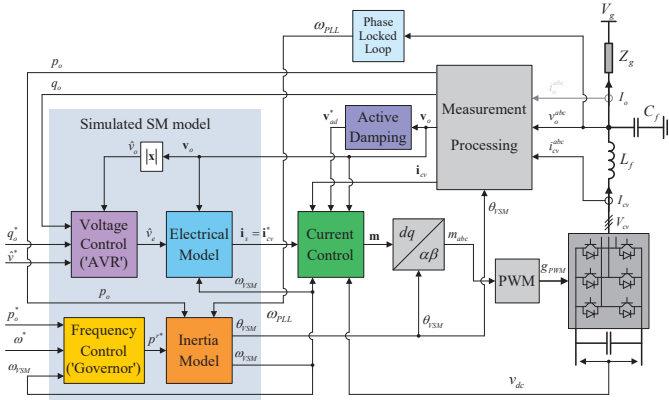 V_g
ω_PLL
Phase
Locked
Loop
Z_g
p_o
q_o
i_o^abc
I_o
Measurement
Processing
v_o^abc
C_f
v_ad^*
Active
Damping
v_o
Simulated SM model
v̂_o
|x|
v_o
i_cv^abc
L_f
i_cv
I_cv
θ_VSM
V_cv
q_o^*
v̂^*
Voltage
Control
('AVR')
v̂_e
Electrical
Model
i_s = i_cv^*
Current
Control
m
dq
αβ
m_abc
PWM
g_PWM
p_o
ω_VSM
ω_PLL
p_o^*
ω^*
ω_VSM
Frequency
Control
('Governor')
p^r*
Inertia
Model
θ_VSM
ω_VSM
θ_VSM
v_dc